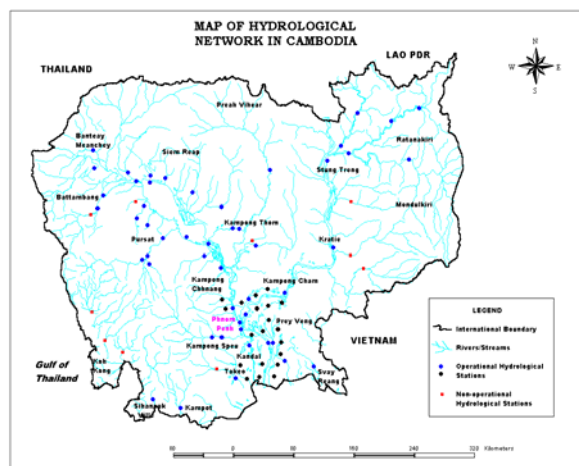 MAP OF HYDROLOGICAL
NETWORK IN CAMBODIA
N
W E
S
LAO PDR
THAILAND
Preah Vihear
Banteay
Meanchey
Siem Reap
Ratanakiri
Stung Treng
Battambang
Mondulkiri
Kampong Thom
Pursat
Kratie
Kampong
Chhnang
Kampong Cham
Phnom
Penh
Prey Veng
Kampong Speu
Kandal
VIETNAM
Gulf of
Thailand
Koh
Kong
Takeo
Svay
Sihanouk
Kampot
LEGEND
International Boundary
Rivers/Streams
Operational Hydrological
Stations
Non-operational
Hydrological Stations
80 0 80 160 240 320 Kilometers